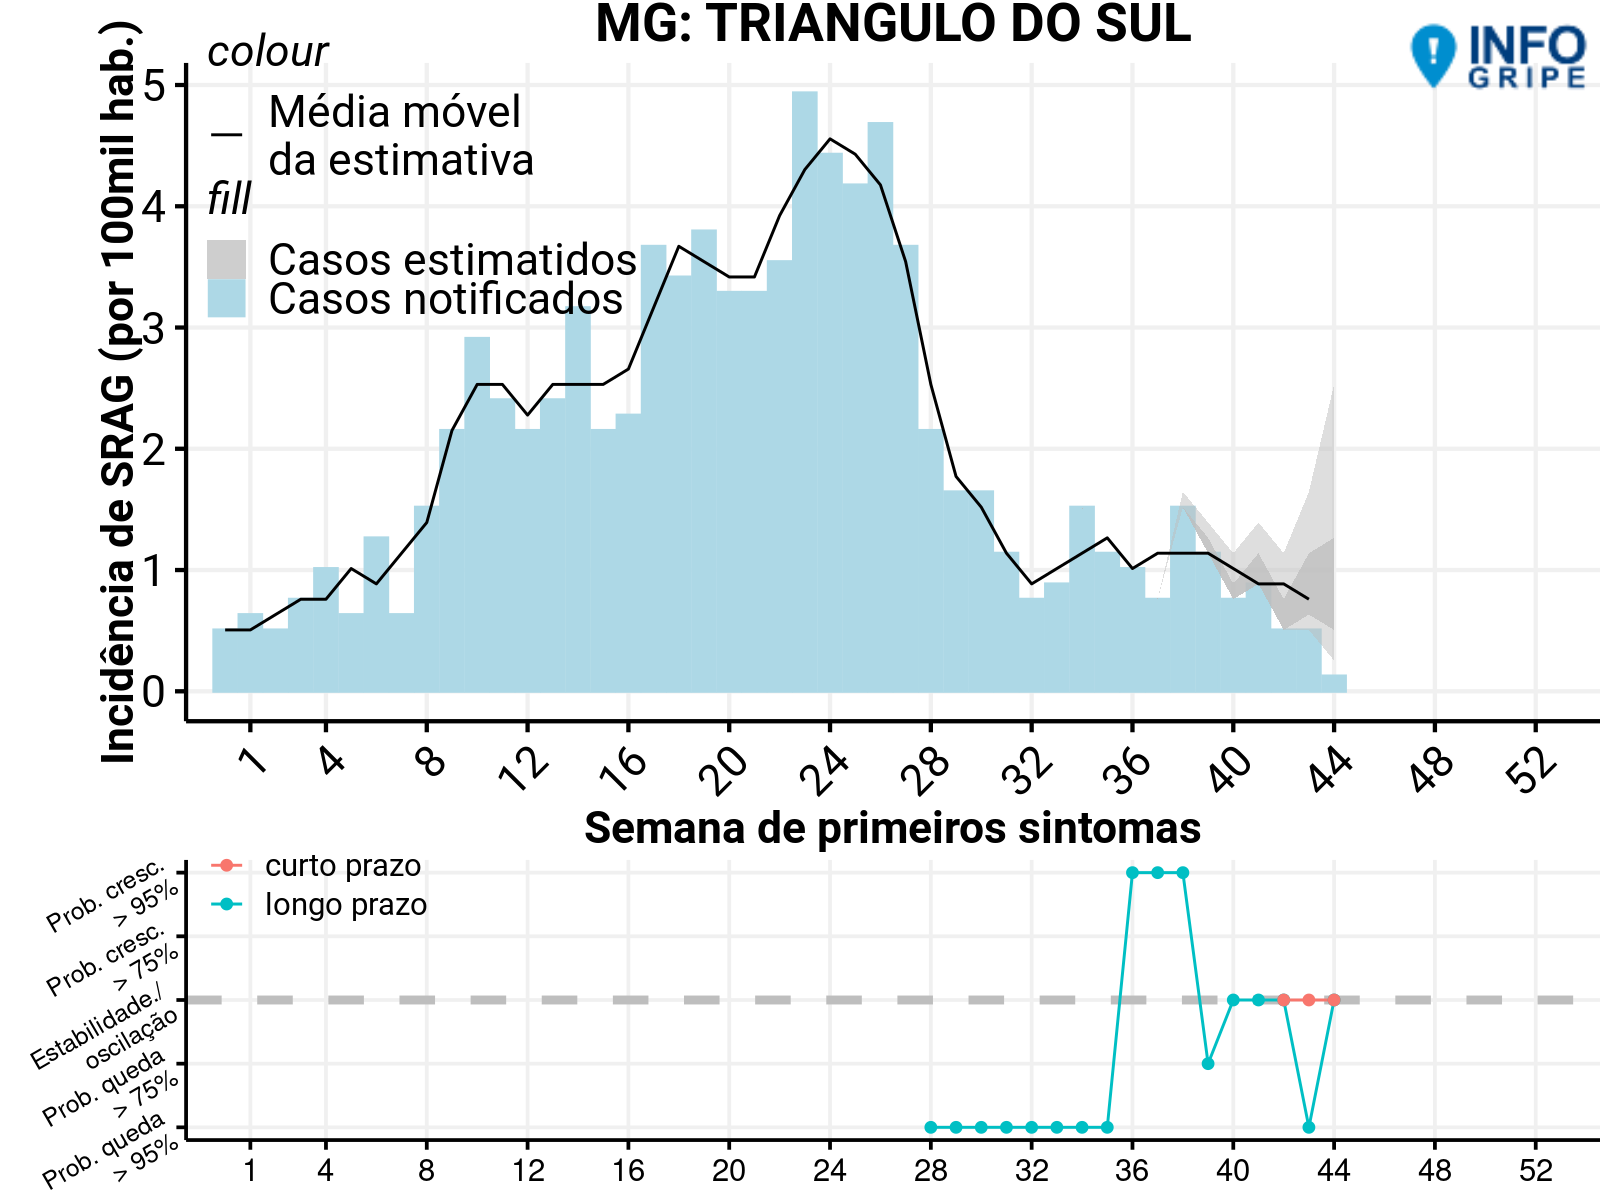 MG: TRIANGULO DO SUL
INFO
GRIPE
Incidência de SRAG (por 100mil hab.)
colour
Média móvel
da estimativa
fill
Casos estimatidos
Casos notificados
5
4
3
2
1
0
1 4 8 12 16 20 24 28 32 36 40 44 48 52
Semana de primeiros sintomas
curto prazo
longo prazo
Prob. cresc.
> 95%
Prob. cresc.
> 75%
Estabilidade./
oscilação
Prob. queda
> 75%
Prob. queda
> 95%
1 4 8 12 16 20 24 28 32 36 40 44 48 52